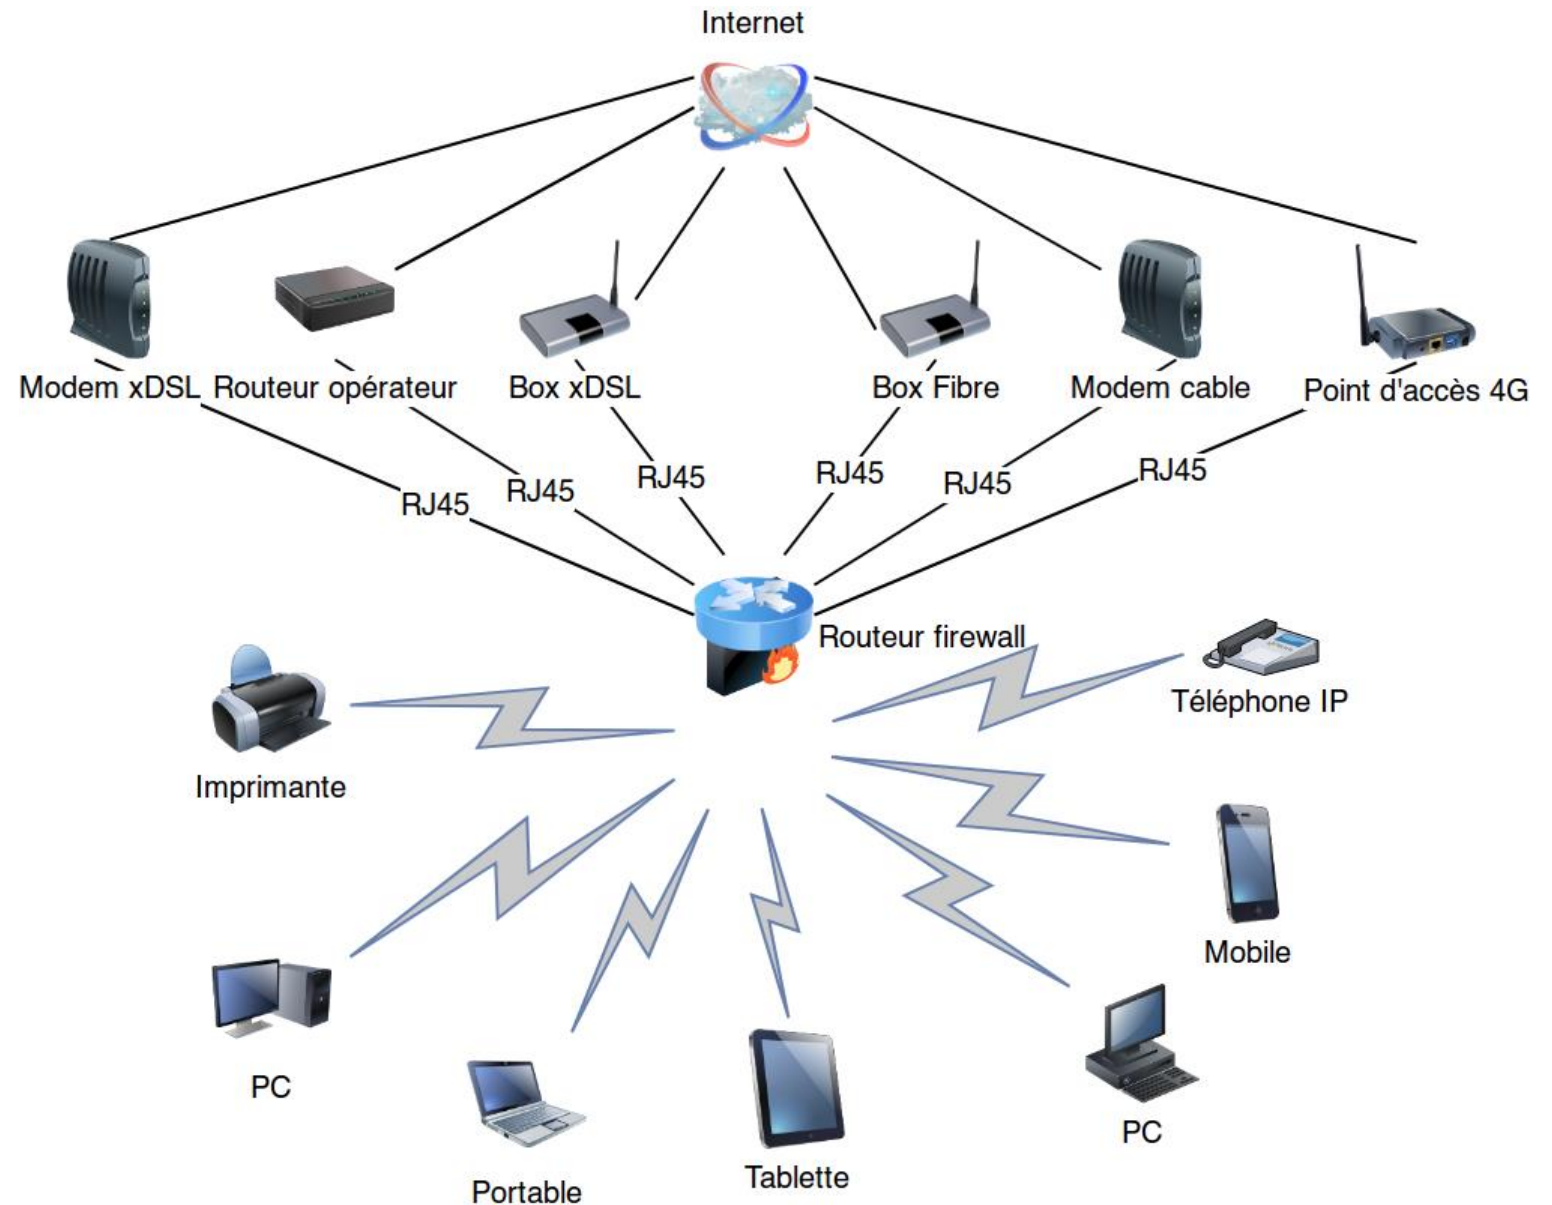 Internet
Modem xDSL
Routeur opérateur
Box xDSL
Box Fibre
Modem cable
Point d'accès 4G
RJ45
RJ45
RJ45
RJ45
RJ45
RJ45
Routeur firewall
Téléphone IP
Imprimante
Mobile
PC
PC
Tablette
Portable